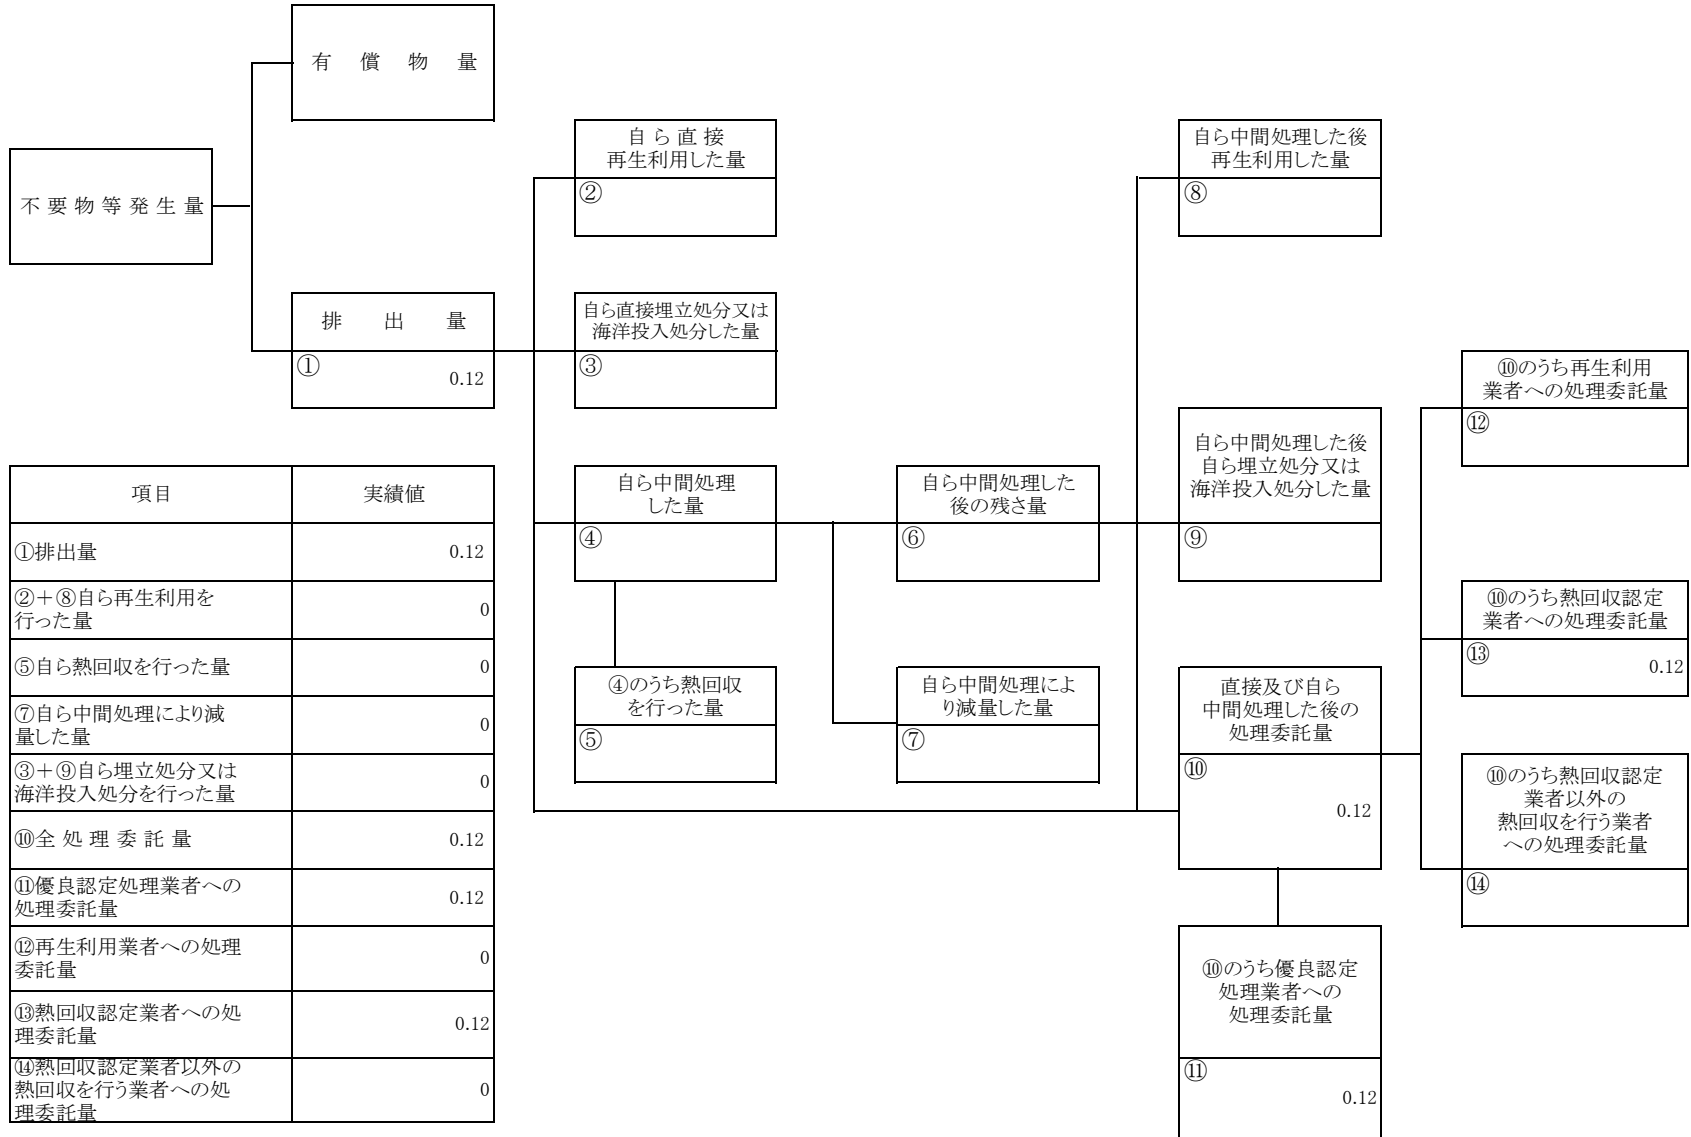 有償物量
不要物等発生量
排出量
①
0.12
自ら直接
再生利用した量
②
自ら直接埋立処分又は
海洋投入処分した量
③
自ら中間処理
した量
④
④のうち熱回収
を行った量
⑤
自ら中間処理した
後の残さ量
⑥
自ら中間処理によ
り減量した量
⑦
自ら中間処理した後
再生利用した量
⑧
自ら中間処理した後
自ら埋立処分又は
海洋投入処分した量
⑨
直接及び自ら
中間処理した後の
処理委託量
⑩
0.12
⑩のうち優良認定
処理業者への
処理委託量
⑪
0.12
⑩のうち再生利用
業者への処理委託量
⑫
⑩のうち熱回収認定
業者への処理委託量
⑬
0.12
⑩のうち熱回収認定
業者以外の
熱回収を行う業者
への処理委託量
⑭
項目 実績値
①排出量 0.12
②+⑧自ら再生利用を
行った量 0
⑤自ら熱回収を行った量 0
⑦自ら中間処理により減
量した量 0
③+⑨自ら埋立処分又は
海洋投入処分を行った量 0
⑩全処理委託量 0.12
⑪優良認定処理業者への
処理委託量 0.12
⑫再生利用業者への処理
委託量 0
⑬熱回収認定業者への処
理委託量 0.12
⑭熱回収認定業者以外の
熱回収を行う業者への処
理委託量 0